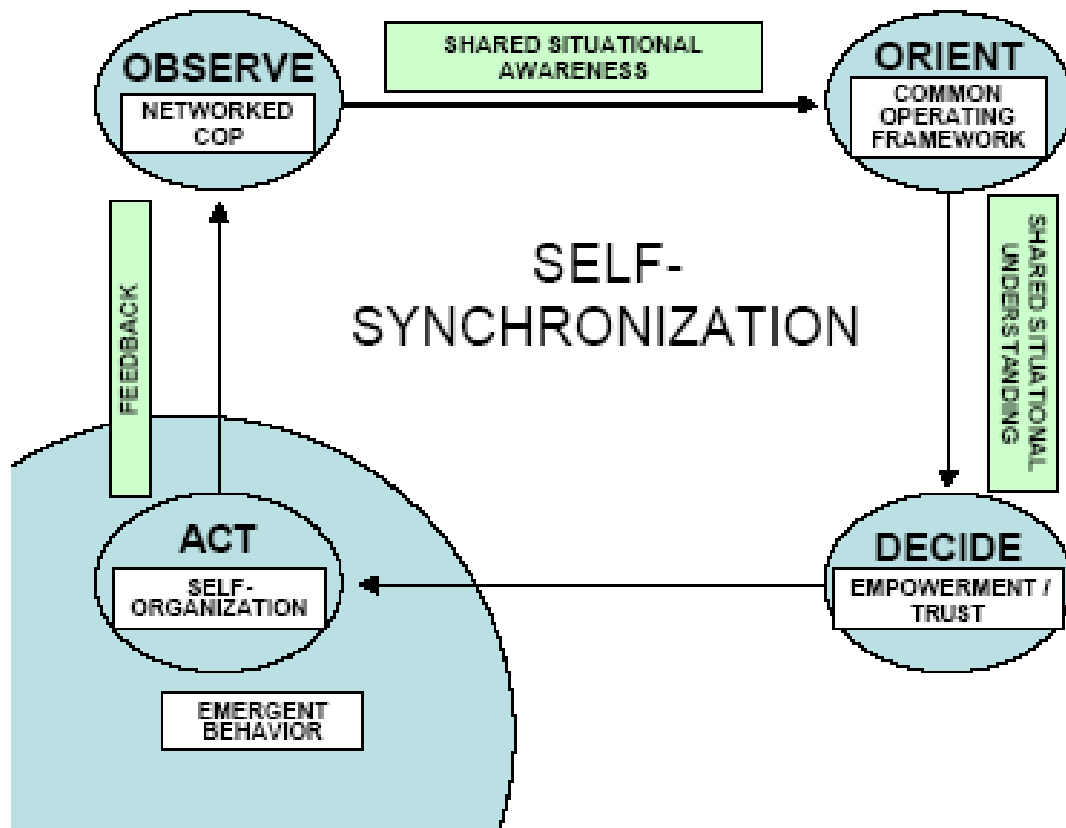 OBSERVE
NETWORKED
COP
SHARED SITUATIONAL
AWARENESS
ORIENT
COMMON
OPERATING
FRAMEWORK
SELF-
SYNCHRONIZATION
FEEDBACK
SHARED SITUATIONAL
UNDERSTANDING
ACT
SELF-
ORGANIZATION
DECIDE
EMPOWERMENT /
TRUST
EMERGENT
BEHAVIOR